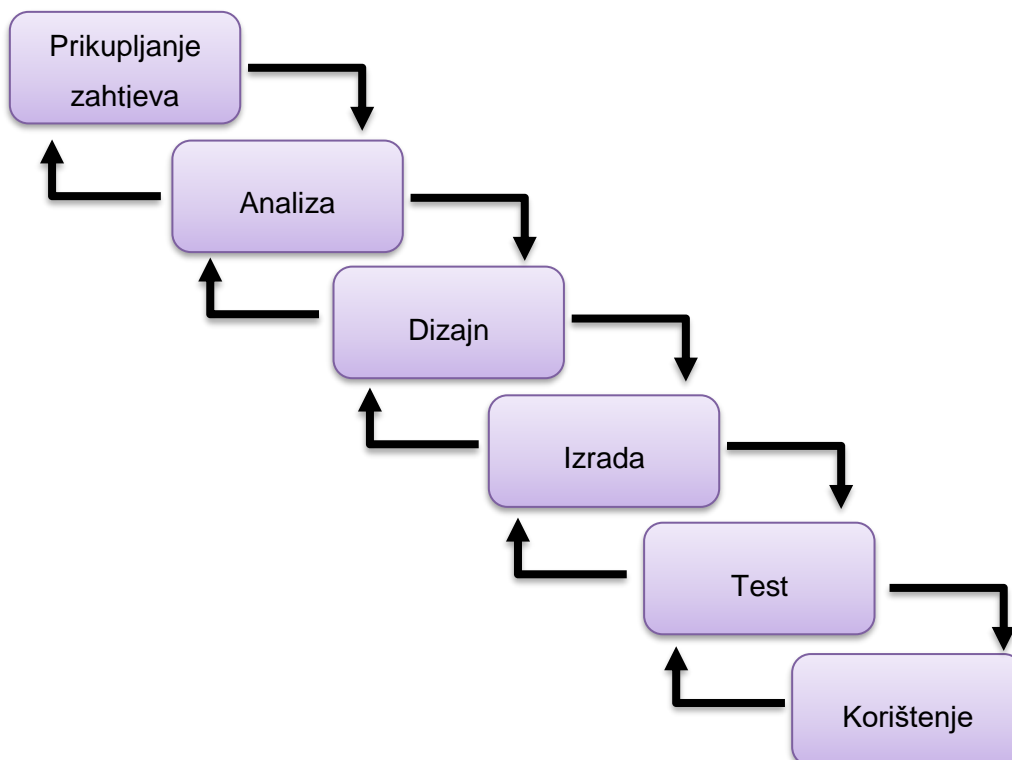 Prikupljanje
zahtjeva
Analiza
Dizajn
Izrada
Test
Korištenje